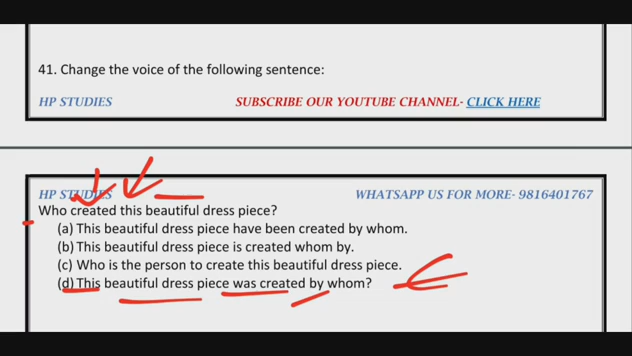 41. Change the voice of the following sentence:
HP STUDIES SUBSCRIBE OUR YOUTUBE CHANNEL- CLICK HERE
HP STUDIES WHATSAPP US FOR MORE- 9816401767
Who created this beautiful dress piece?
(a) This beautiful dress piece have been created by whom.
(b) This beautiful dress piece is created whom by.
(c) Who is the person to create this beautiful dress piece.
(d) This beautiful dress piece was created by whom?